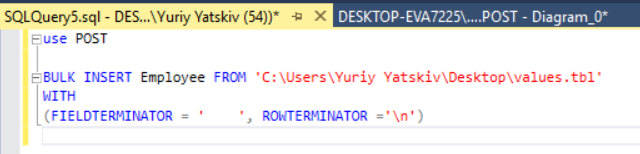 SQLQuery5.sql - DES...\Yuriy Yatskiv (54))*
DESKTOP-EVA7225\....POST - Diagram_0*
use POST
BULK INSERT Employee FROM 'C:\Users\Yuriy Yatskiv\Desktop\values.tbl'
WITH
(FIELDTERMINATOR = '    ', ROWTERMINATOR ='\n')